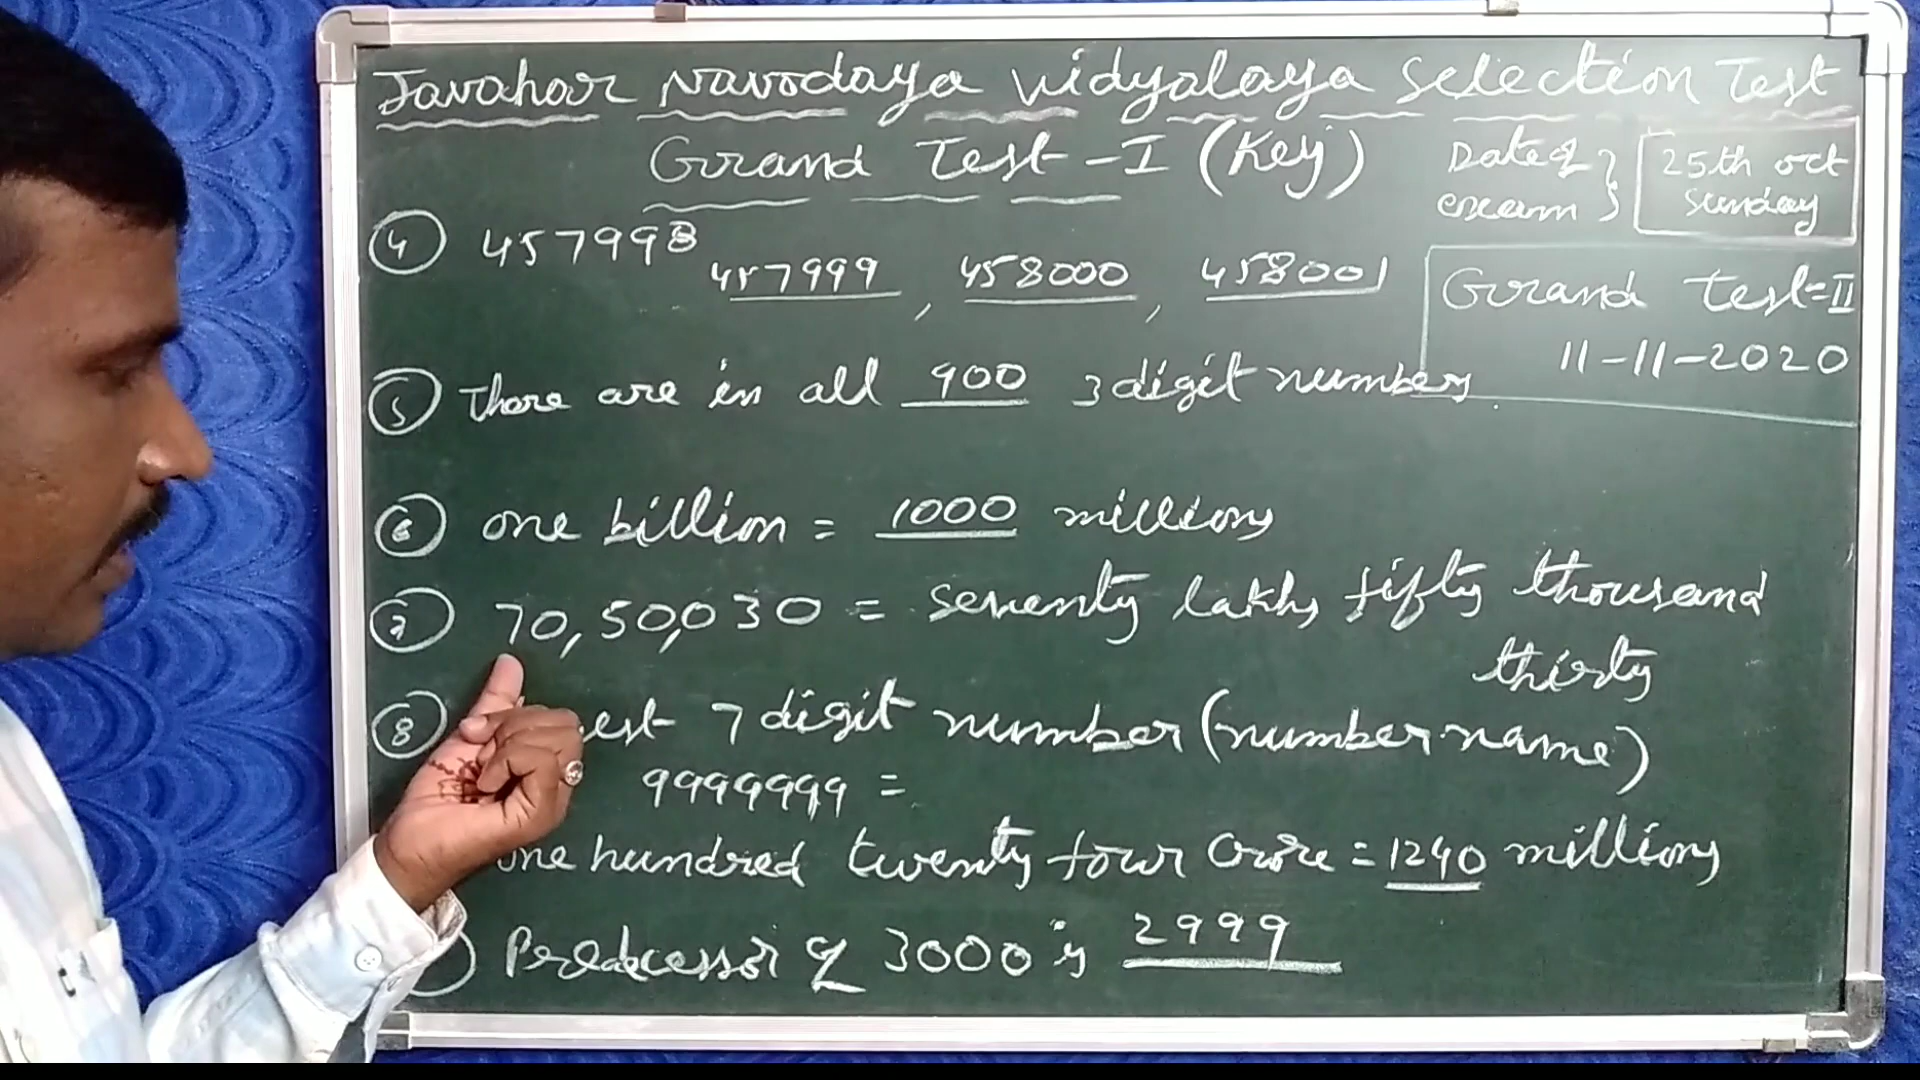 Javahar Navodaya Vidyalaya Selection Test
Grand Test-I (Key)
Date of exam } [25th oct Sunday]
④ 457998 457999, 458000, 458001
Grand Test-II
11-11-2020
⑤ There are in all 900 3 digit numbers.
⑥ one billion = 1000 millions
⑦ 70,50,030 = seventy lakhs fifty thousand
thirty
⑧ est 7 digit number (number name)
9999999 =
one hundred twenty four crore = 1240 millions
Predecessor of 3000 is 2999